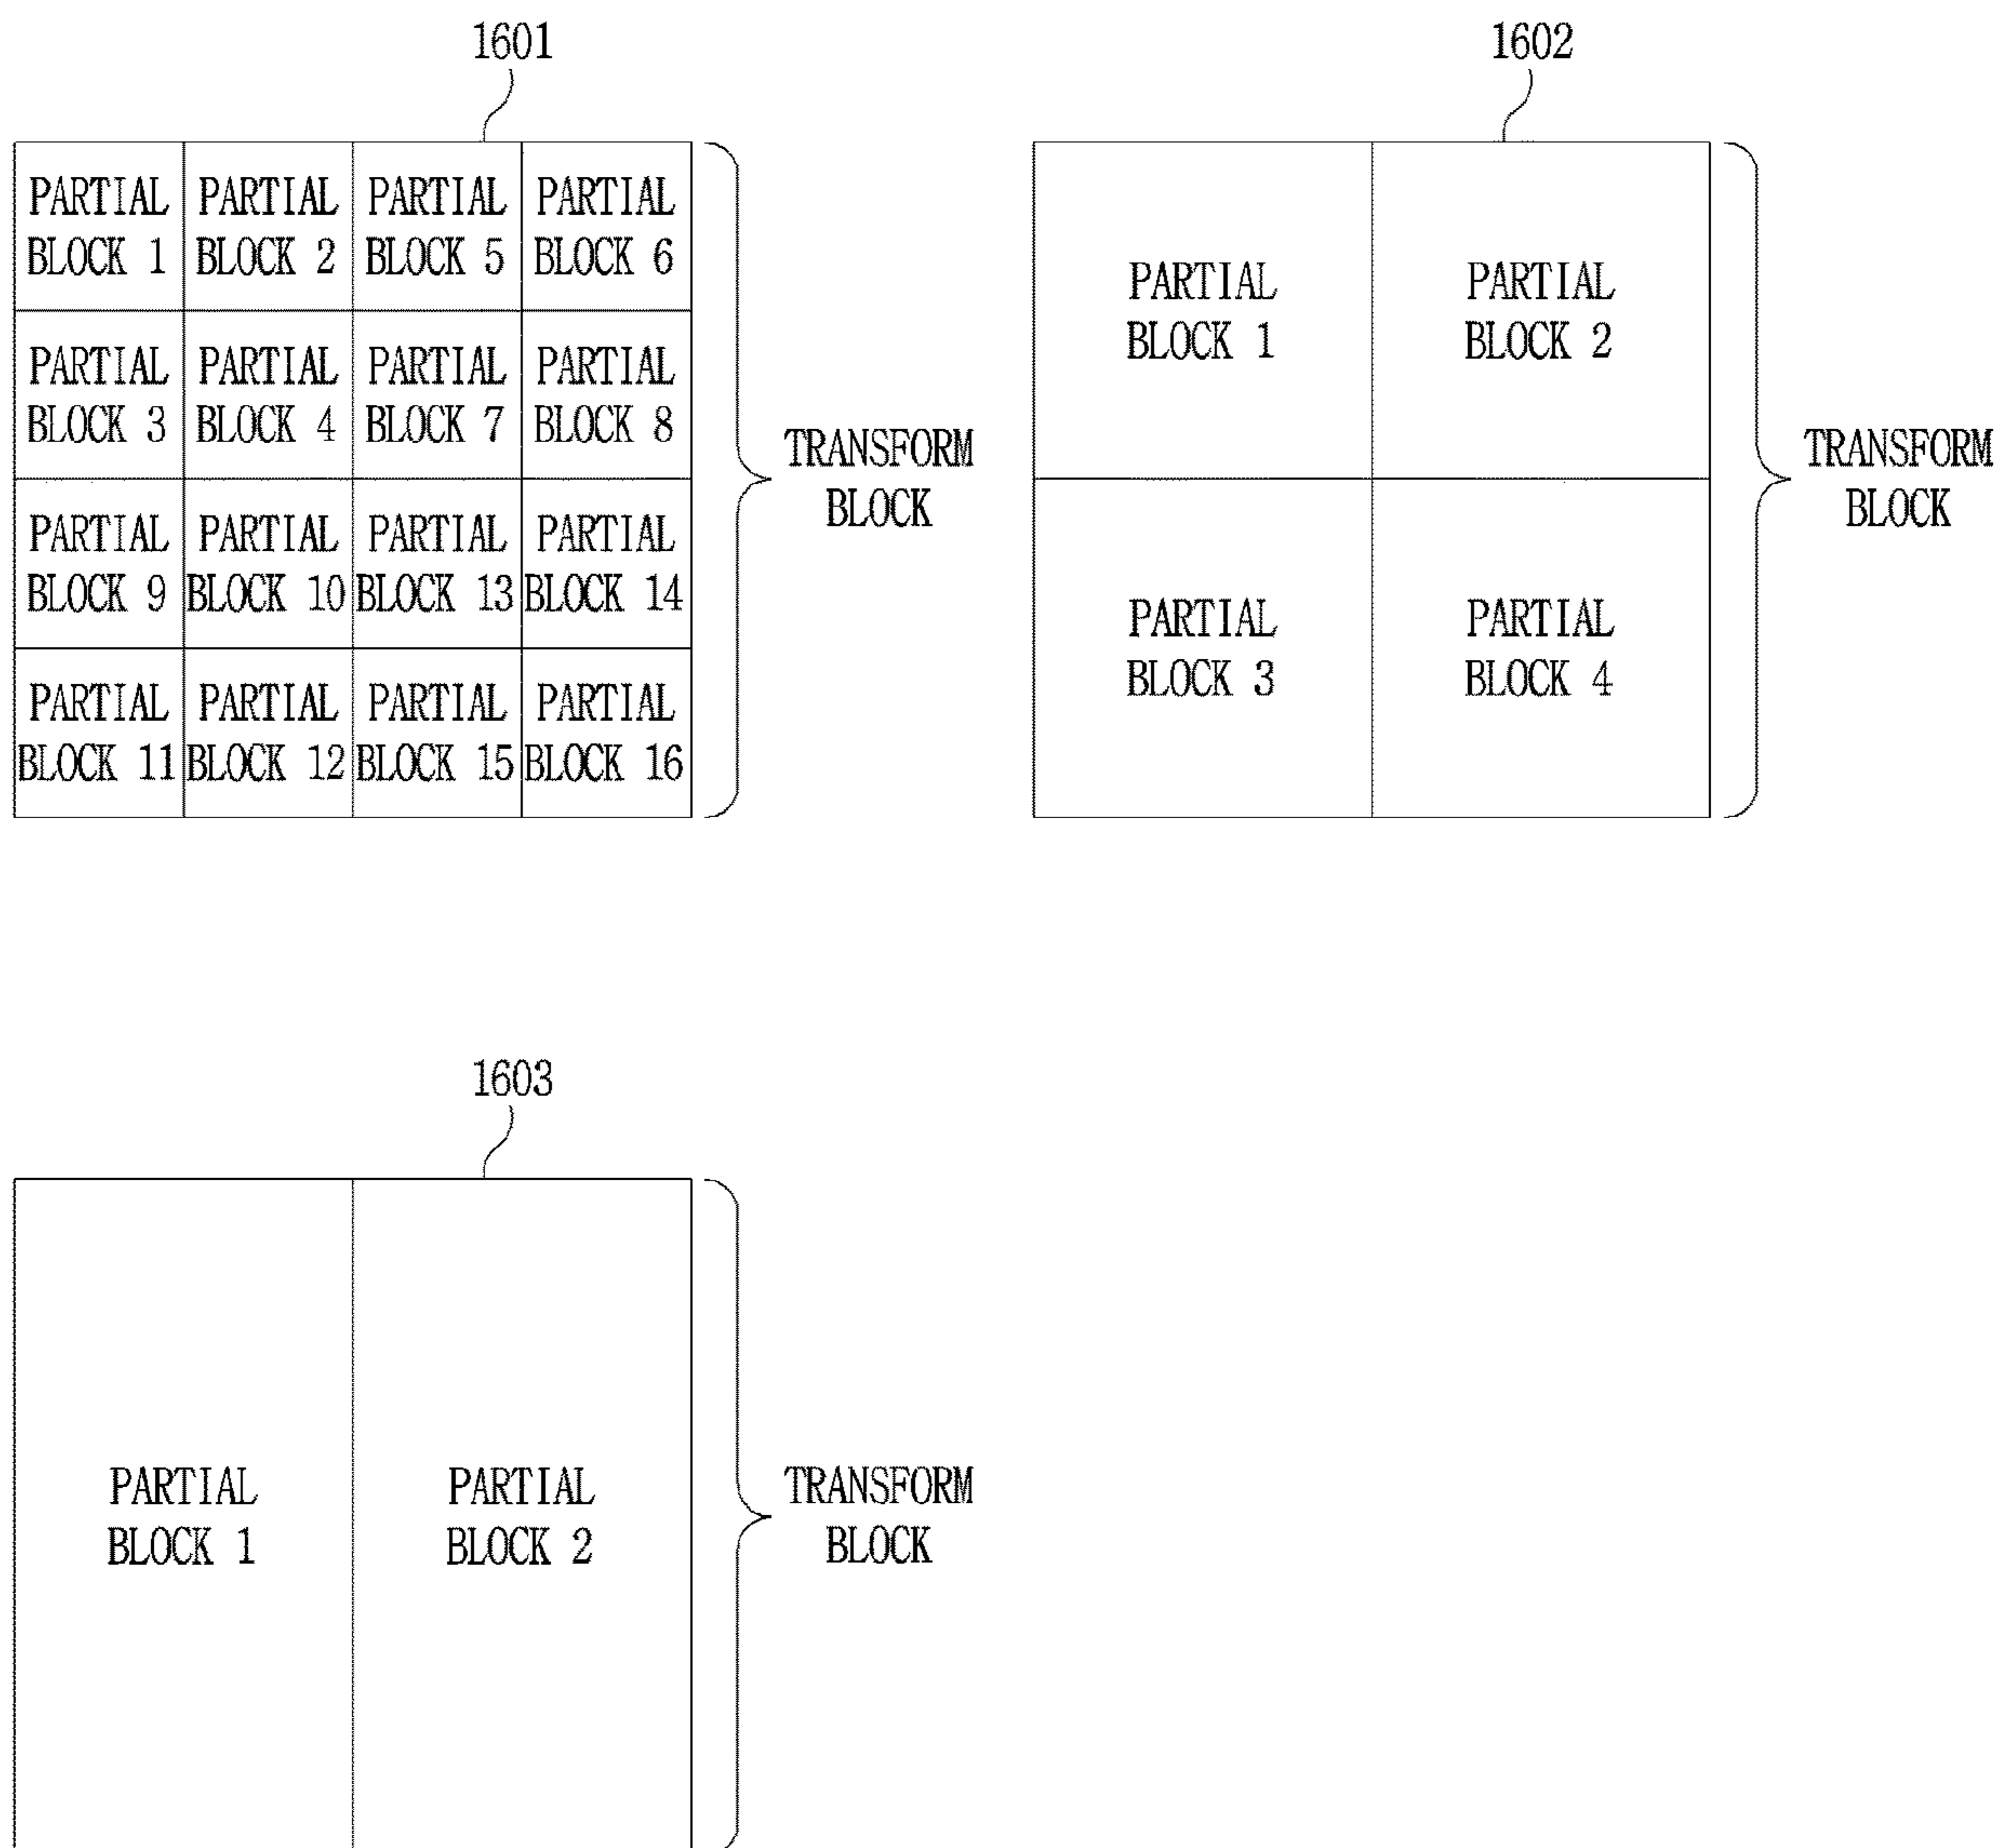 1601
PARTIAL PARTIAL PARTIAL PARTIAL
BLOCK 1 BLOCK 2 BLOCK 5 BLOCK 6
PARTIAL PARTIAL PARTIAL PARTIAL
BLOCK 3 BLOCK 4 BLOCK 7 BLOCK 8
PARTIAL PARTIAL PARTIAL PARTIAL
BLOCK 9 BLOCK 10 BLOCK 13 BLOCK 14
PARTIAL PARTIAL PARTIAL PARTIAL
BLOCK 11 BLOCK 12 BLOCK 15 BLOCK 16
TRANSFORM
BLOCK
1602
PARTIAL PARTIAL
BLOCK 1 BLOCK 2
PARTIAL PARTIAL
BLOCK 3 BLOCK 4
TRANSFORM
BLOCK
1603
PARTIAL PARTIAL
BLOCK 1 BLOCK 2
TRANSFORM
BLOCK